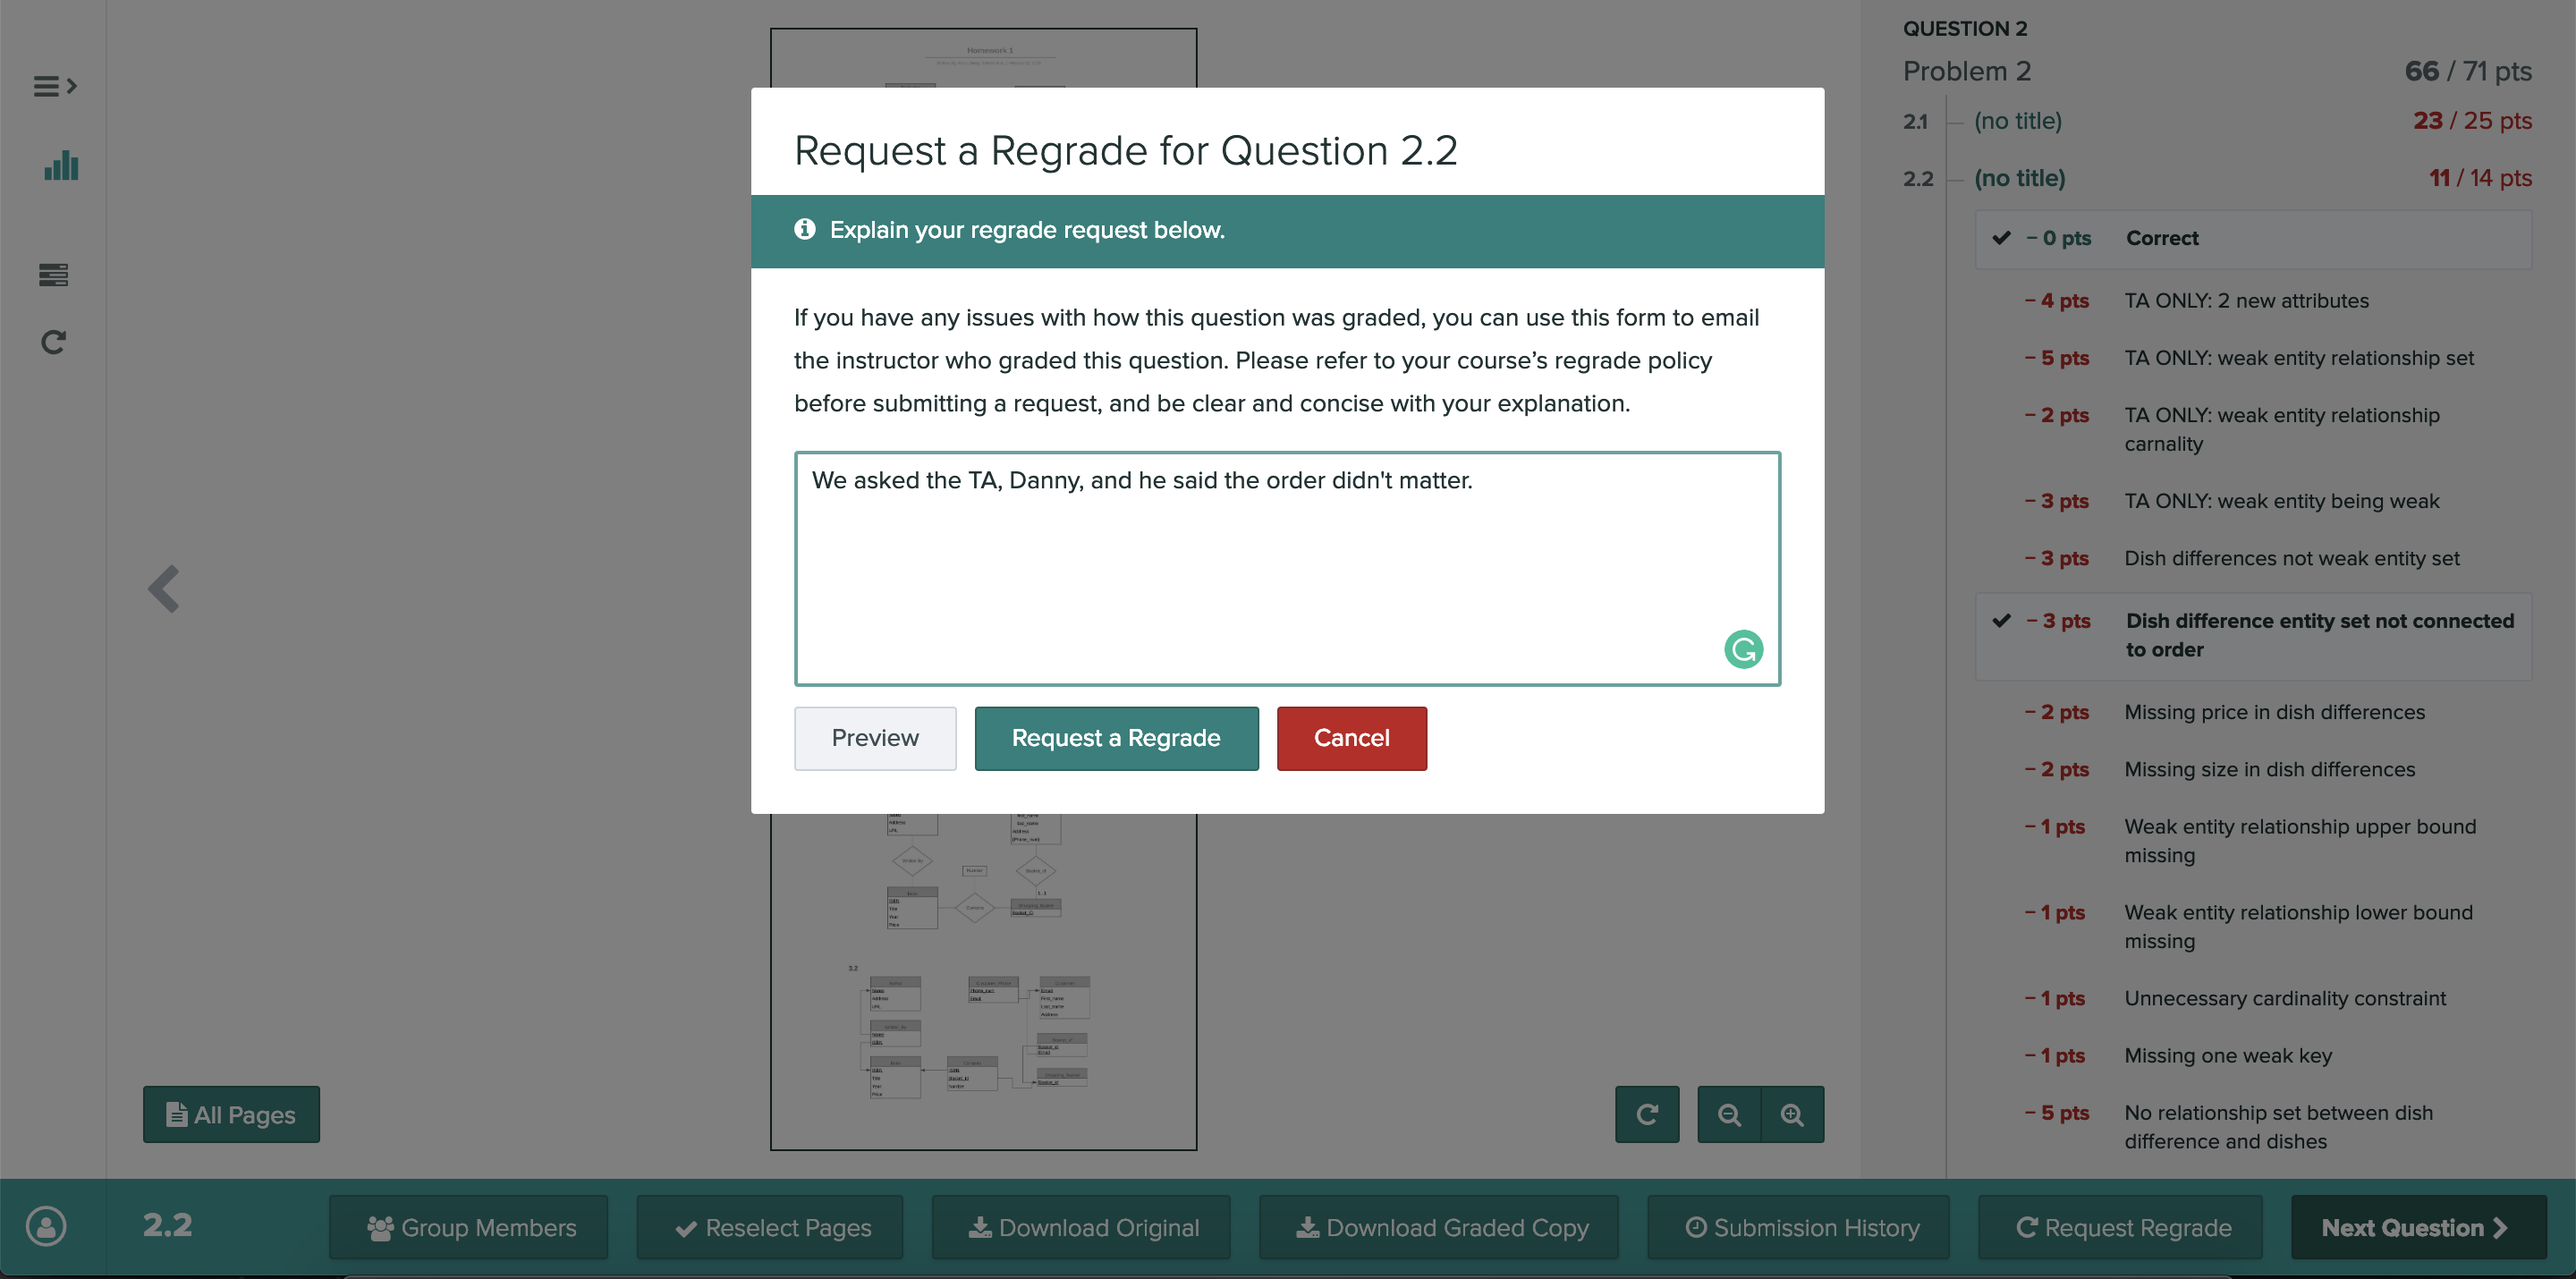 Homework 1
Request a Regrade for Question 2.2
Explain your regrade request below.
If you have any issues with how this question was graded, you can use this form to email
the instructor who graded this question. Please refer to your course’s regrade policy
before submitting a request, and be clear and concise with your explanation.
We asked the TA, Danny, and he said the order didn't matter.
Preview
Request a Regrade
Cancel
3.2
All Pages
QUESTION 2
Problem 2 66 / 71 pts
2.1 (no title) 23 / 25 pts
2.2 (no title) 11 / 14 pts
– 0 pts Correct
– 4 pts TA ONLY: 2 new attributes
– 5 pts TA ONLY: weak entity relationship set
– 2 pts TA ONLY: weak entity relationship
carnality
– 3 pts TA ONLY: weak entity being weak
– 3 pts Dish differences not weak entity set
– 3 pts Dish difference entity set not connected
to order
– 2 pts Missing price in dish differences
– 2 pts Missing size in dish differences
– 1 pts Weak entity relationship upper bound
missing
– 1 pts Weak entity relationship lower bound
missing
– 1 pts Unnecessary cardinality constraint
– 1 pts Missing one weak key
– 5 pts No relationship set between dish
difference and dishes
2.2
Group Members
Reselect Pages
Download Original
Download Graded Copy
Submission History
Request Regrade
Next Question